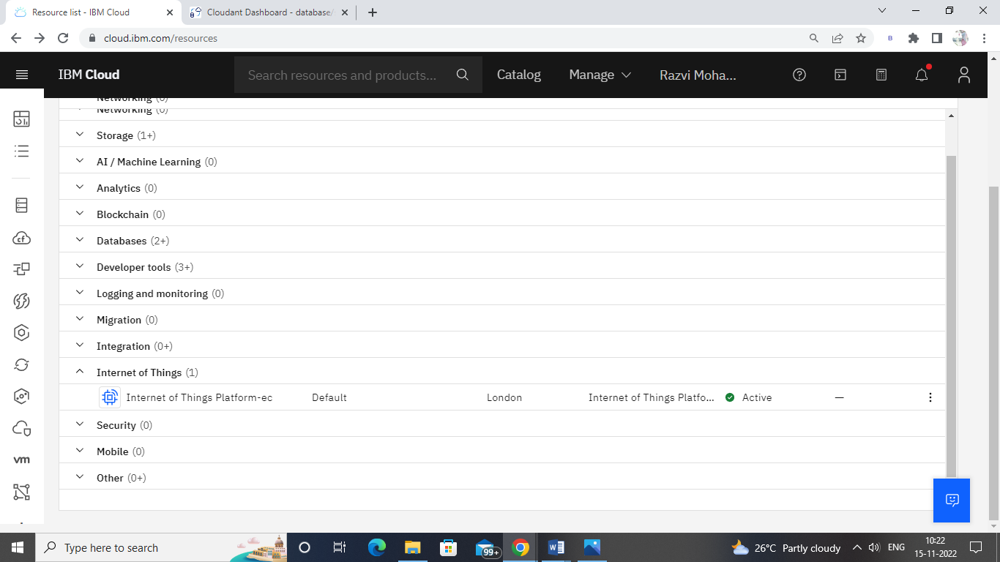 Resource list - IBM Cloud
Cloudant Dashboard - database/
cloud.ibm.com/resources
B
IBM Cloud
Search resources and products...
Catalog
Manage
Razvi Moha...
Networking (0)
Networking (0)
Storage (1+)
AI / Machine Learning (0)
Analytics (0)
Blockchain (0)
Databases (2+)
Developer tools (3+)
Logging and monitoring (0)
Migration (0)
Integration (0+)
Internet of Things (1)
Internet of Things Platform-ec Default London Internet of Things Platfo... Active —
Security (0)
Mobile (0)
Other (0+)
cf
vm
Type here to search
99+
26°C Partly cloudy
ENG
10:22
15-11-2022